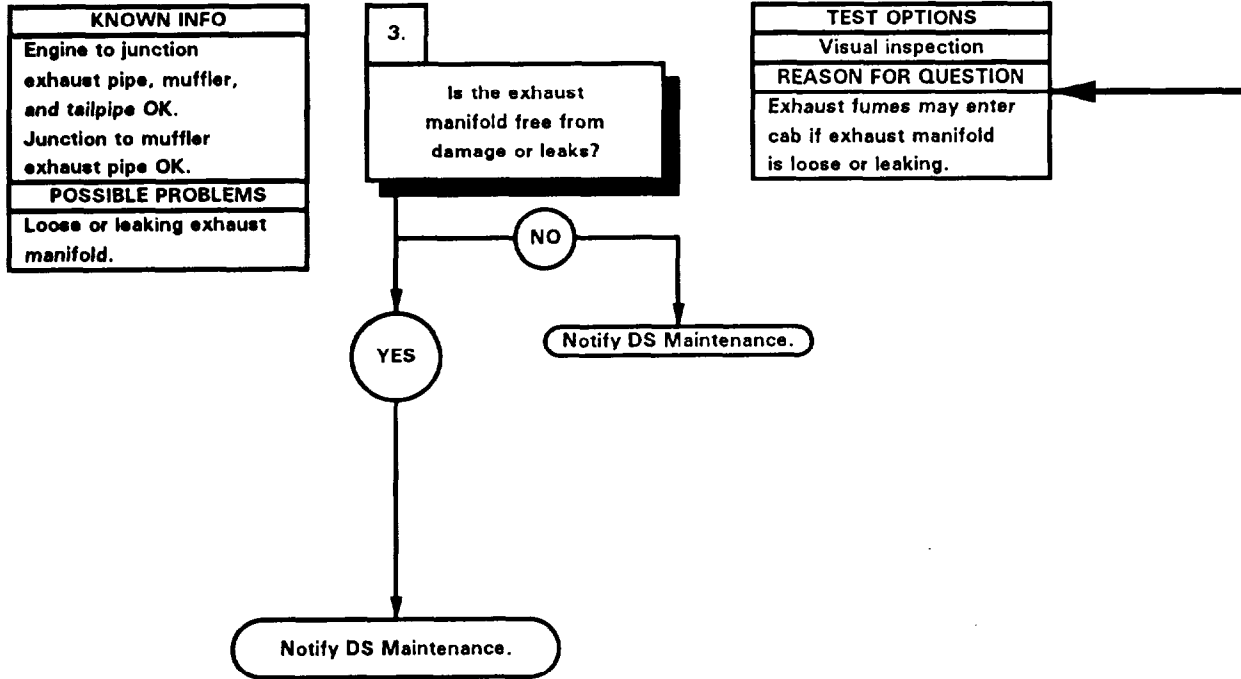 KNOWN INFO
Engine to junction
exhaust pipe, muffler,
and tailpipe OK.
Junction to muffler
exhaust pipe OK.
POSSIBLE PROBLEMS
Loose or leaking exhaust
manifold.
3.
Is the exhaust
manifold free from
damage or leaks?
TEST OPTIONS
Visual inspection
REASON FOR QUESTION
Exhaust fumes may enter
cab if exhaust manifold
is loose or leaking.
NO
Notify DS Maintenance.
YES
Notify DS Maintenance.